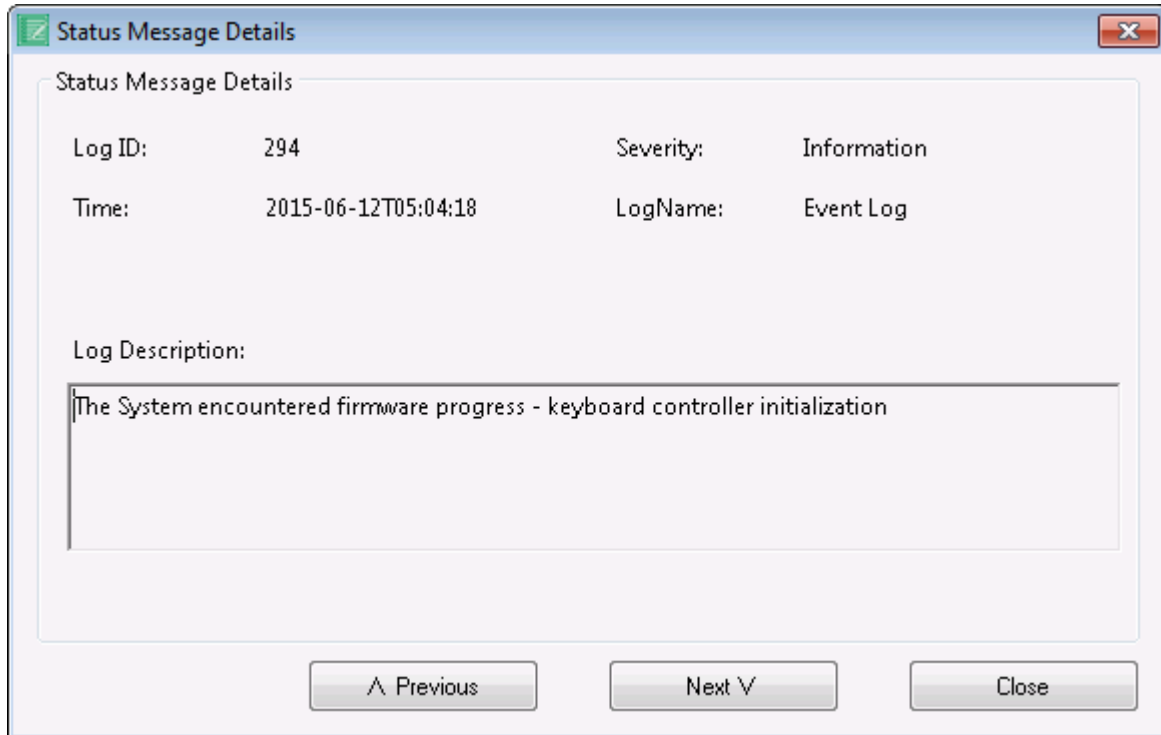 Status Message Details
Status Message Details
Log ID: 294 Severity: Information
Time: 2015-06-12T05:04:18 LogName: Event Log
Log Description:
The System encountered firmware progress - keyboard controller initialization
Λ Previous Next V Close